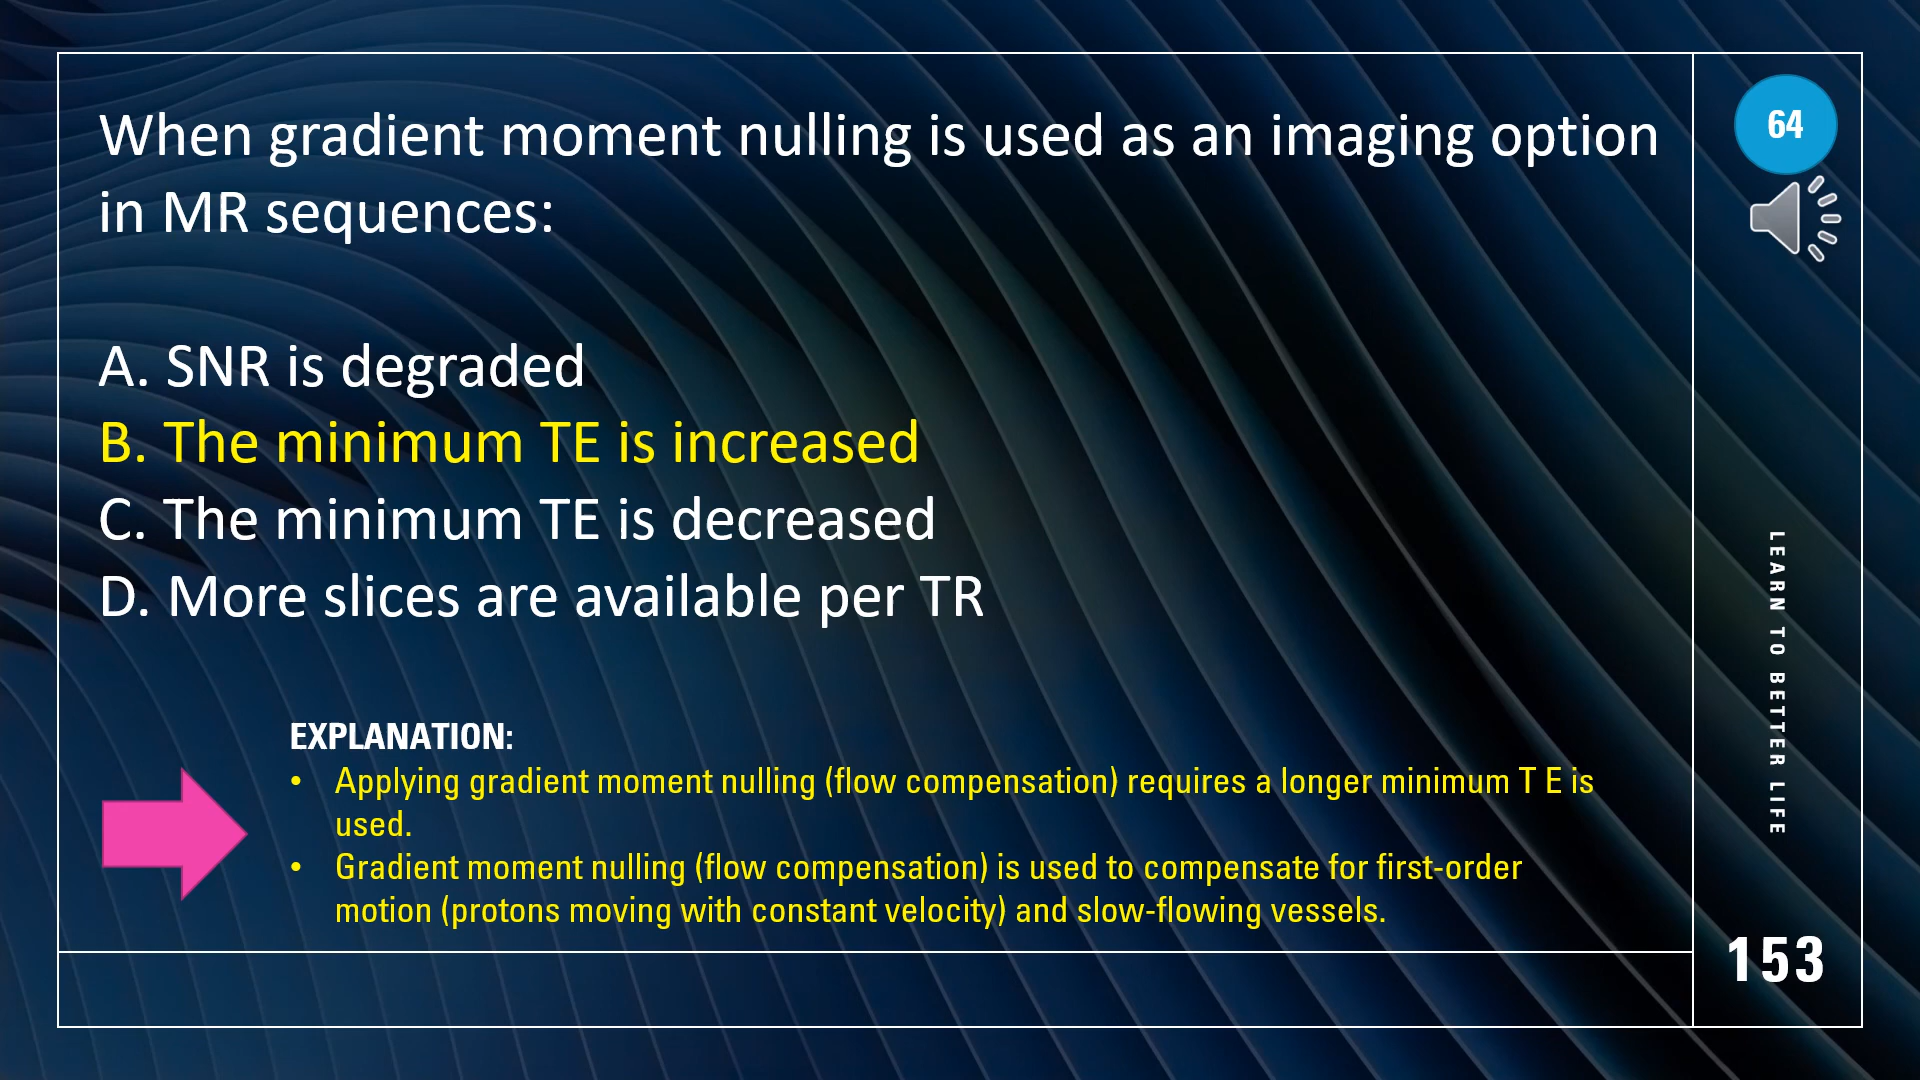 When gradient moment nulling is used as an imaging option
in MR sequences:
A. SNR is degraded
B. The minimum TE is increased
C. The minimum TE is decreased
D. More slices are available per TR
EXPLANATION:
• Applying gradient moment nulling (flow compensation) requires a longer minimum T E is
used.
• Gradient moment nulling (flow compensation) is used to compensate for first-order
motion (protons moving with constant velocity) and slow-flowing vessels.
64
LEARN TO BETTER LIFE
153